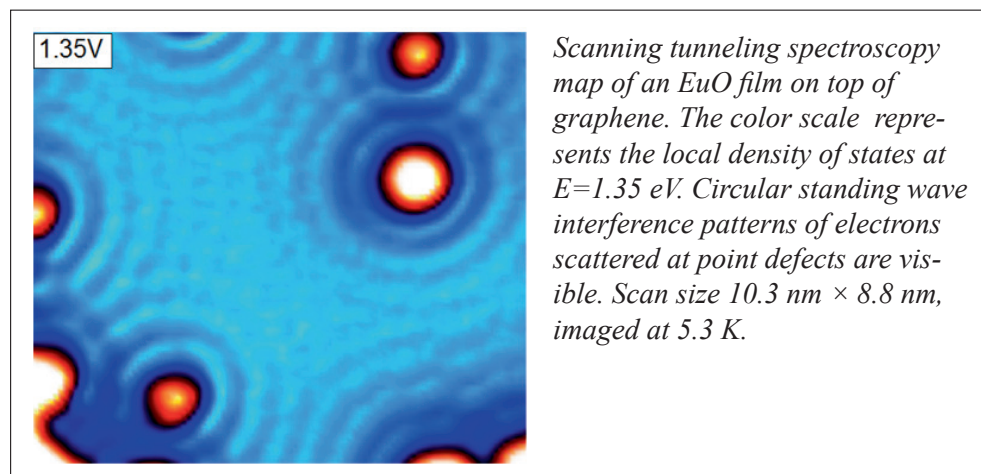 1.35V
Scanning tunneling spectroscopy
map of an EuO film on top of
graphene. The color scale  repre-
sents the local density of states at
E=1.35 eV. Circular standing wave
interference patterns of electrons
scattered at point defects are vis-
ible. Scan size 10.3 nm × 8.8 nm,
imaged at 5.3 K.